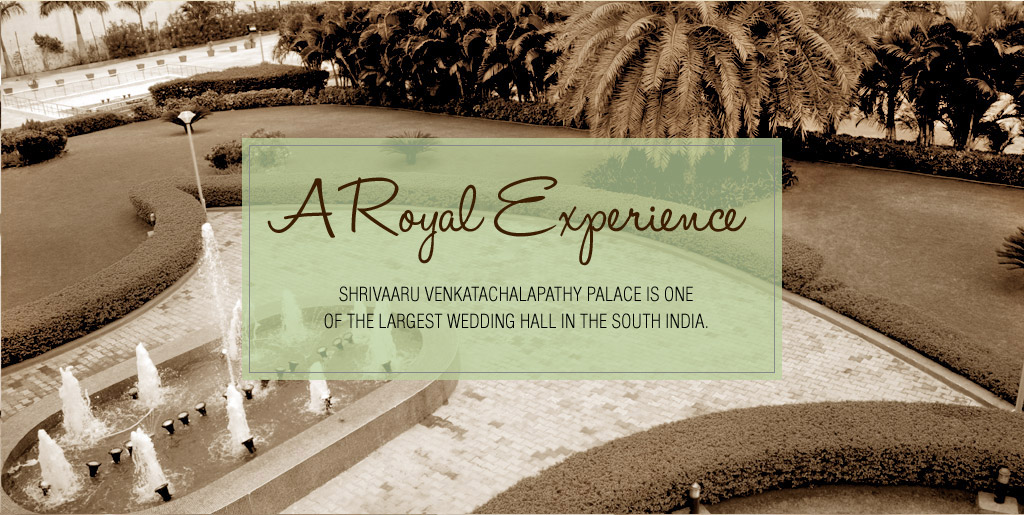 A Royal Experience
SHRIVAARU VENKATACHALAPATHY PALACE IS ONE
OF THE LARGEST WEDDING HALL IN THE SOUTH INDIA.